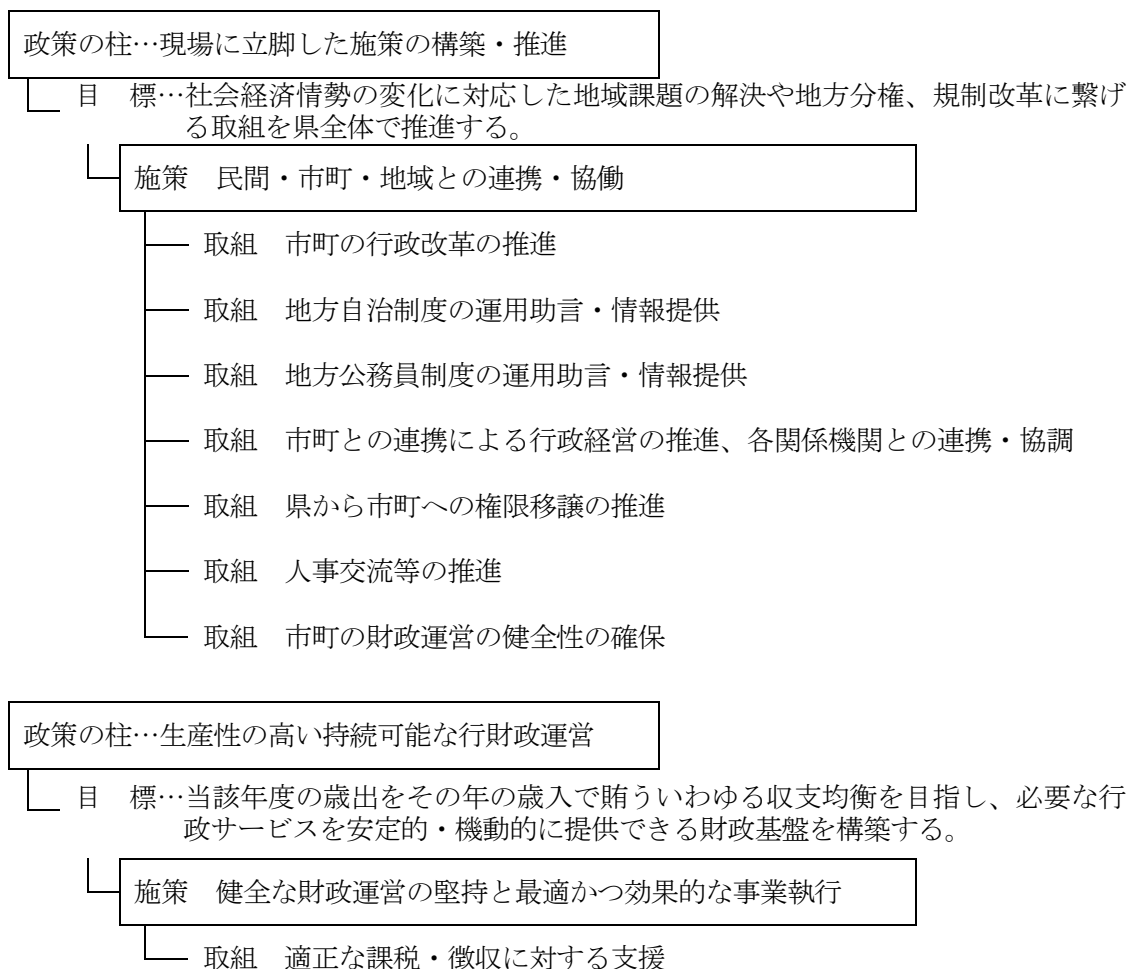 政策の柱…現場に立脚した施策の構築・推進
目　標…社会経済情勢の変化に対応した地域課題の解決や地方分権、規制改革に繋げ
る取組を県全体で推進する。
施策　民間・市町・地域との連携・協働
取組　市町の行政改革の推進
取組　地方自治制度の運用助言・情報提供
取組　地方公務員制度の運用助言・情報提供
取組　市町との連携による行政経営の推進、各関係機関との連携・協調
取組　県から市町への権限移譲の推進
取組　人事交流等の推進
取組　市町の財政運営の健全性の確保
政策の柱…生産性の高い持続可能な行財政運営
目　標…当該年度の歳出をその年の歳入で賄ういわゆる収支均衡を目指し、必要な行
政サービスを安定的・機動的に提供できる財政基盤を構築する。
施策　健全な財政運営の堅持と最適かつ効果的な事業執行
取組　適正な課税・徴収に対する支援